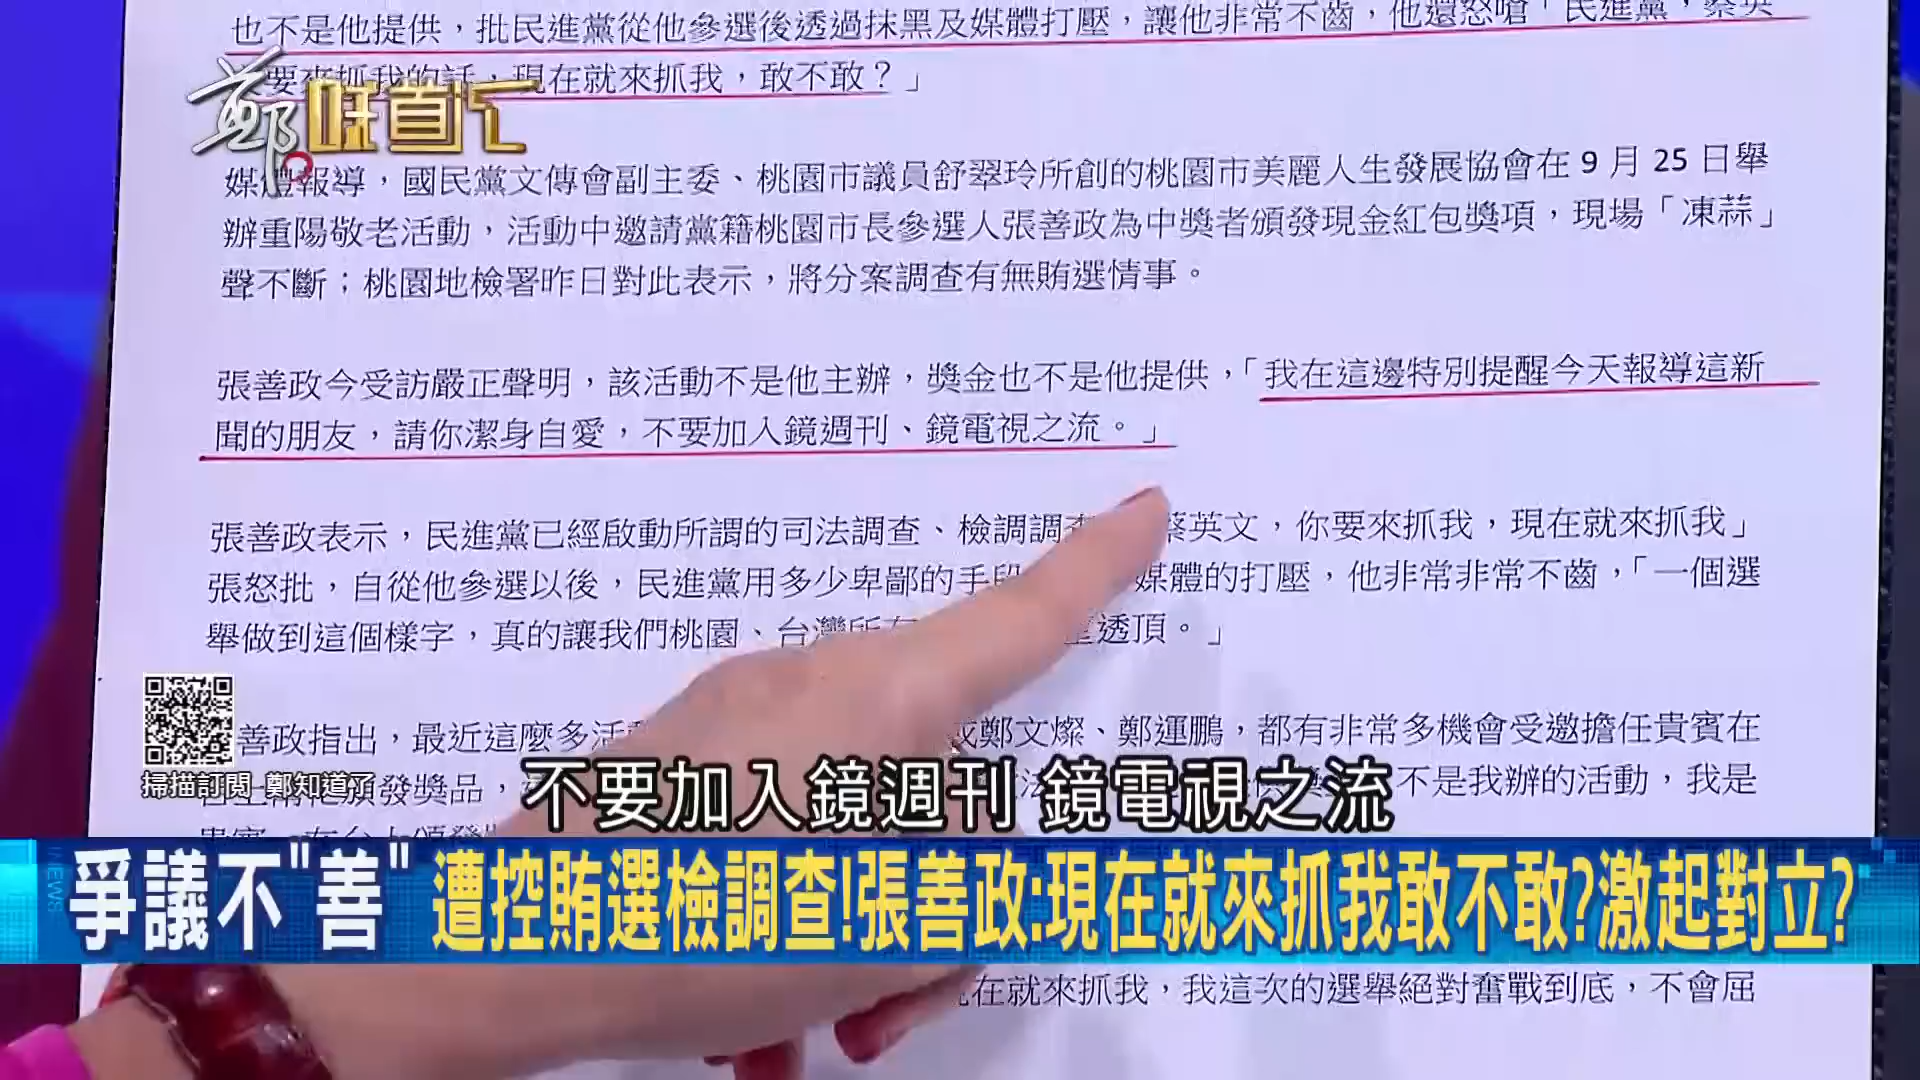 也不是他提供，批民進黨從他參選後透過抹黑及媒體打壓，讓他非常不齒，他還怒嗆「民進黨，蔡英
要來抓我的話，現在就來抓我，敢不敢？」
鄭
媒體報導，國民黨文傳會副主委、桃園市議員舒翠玲所創的桃園市美麗人生發展協會在 9 月 25 日舉
辦重陽敬老活動，活動中邀請黨籍桃園市長參選人張善政為中獎者頒發現金紅包獎項，現場「凍蒜」
聲不斷；桃園地檢署昨日對此表示，將分案調查有無賄選情事。
張善政今受訪嚴正聲明，該活動不是他主辦，獎金也不是他提供，「我在這邊特別提醒今天報導這新
聞的朋友，請你潔身自愛，不要加入鏡週刊、鏡電視之流。」
張善政表示，民進黨已經啟動所謂的司法調查、檢調調查 蔡英文，你要來抓我，現在就來抓我」
張怒批，自從他參選以後，民進黨用多少卑鄙的手段 媒體的打壓，他非常非常不齒，「一個選
舉做到這個樣字，真的讓我們桃園、台灣所有 透頂。」
善政指出，最近這麼多活動 或鄭文燦、鄭運鵬，都有非常多機會受邀擔任貴賓在
頒發獎品， 不是我辦的活動，我是
掃描訂閱-鄭知道了
不要加入鏡週刊 鏡電視之流
NEWS
爭議不"善" 遭控賄選檢調查!張善政:現在就來抓我敢不敢?激起對立?
在就來抓我，我這次的選舉絕對奮戰到底，不會屈